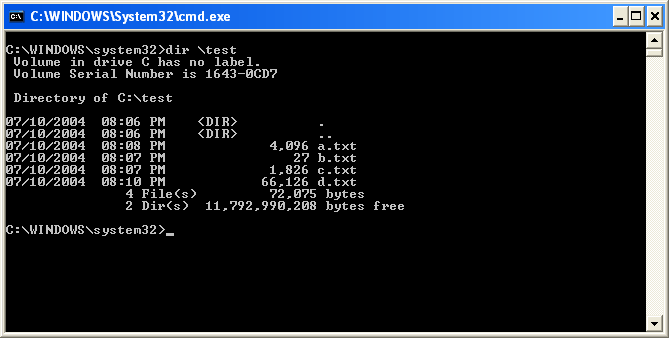 C:\WINDOWS\System32\cmd.exe
C:\WINDOWS\system32>dir \test
 Volume in drive C has no label.
 Volume Serial Number is 1643-0CD7
 Directory of C:\test
07/10/2004  08:06 PM    <DIR>          .
07/10/2004  08:06 PM    <DIR>          ..
07/10/2004  08:08 PM             4,096 a.txt
07/10/2004  08:07 PM                27 b.txt
07/10/2004  08:07 PM             1,826 c.txt
07/10/2004  08:10 PM            66,126 d.txt
               4 File(s)         72,075 bytes
               2 Dir(s)  11,792,990,208 bytes free
C:\WINDOWS\system32>_